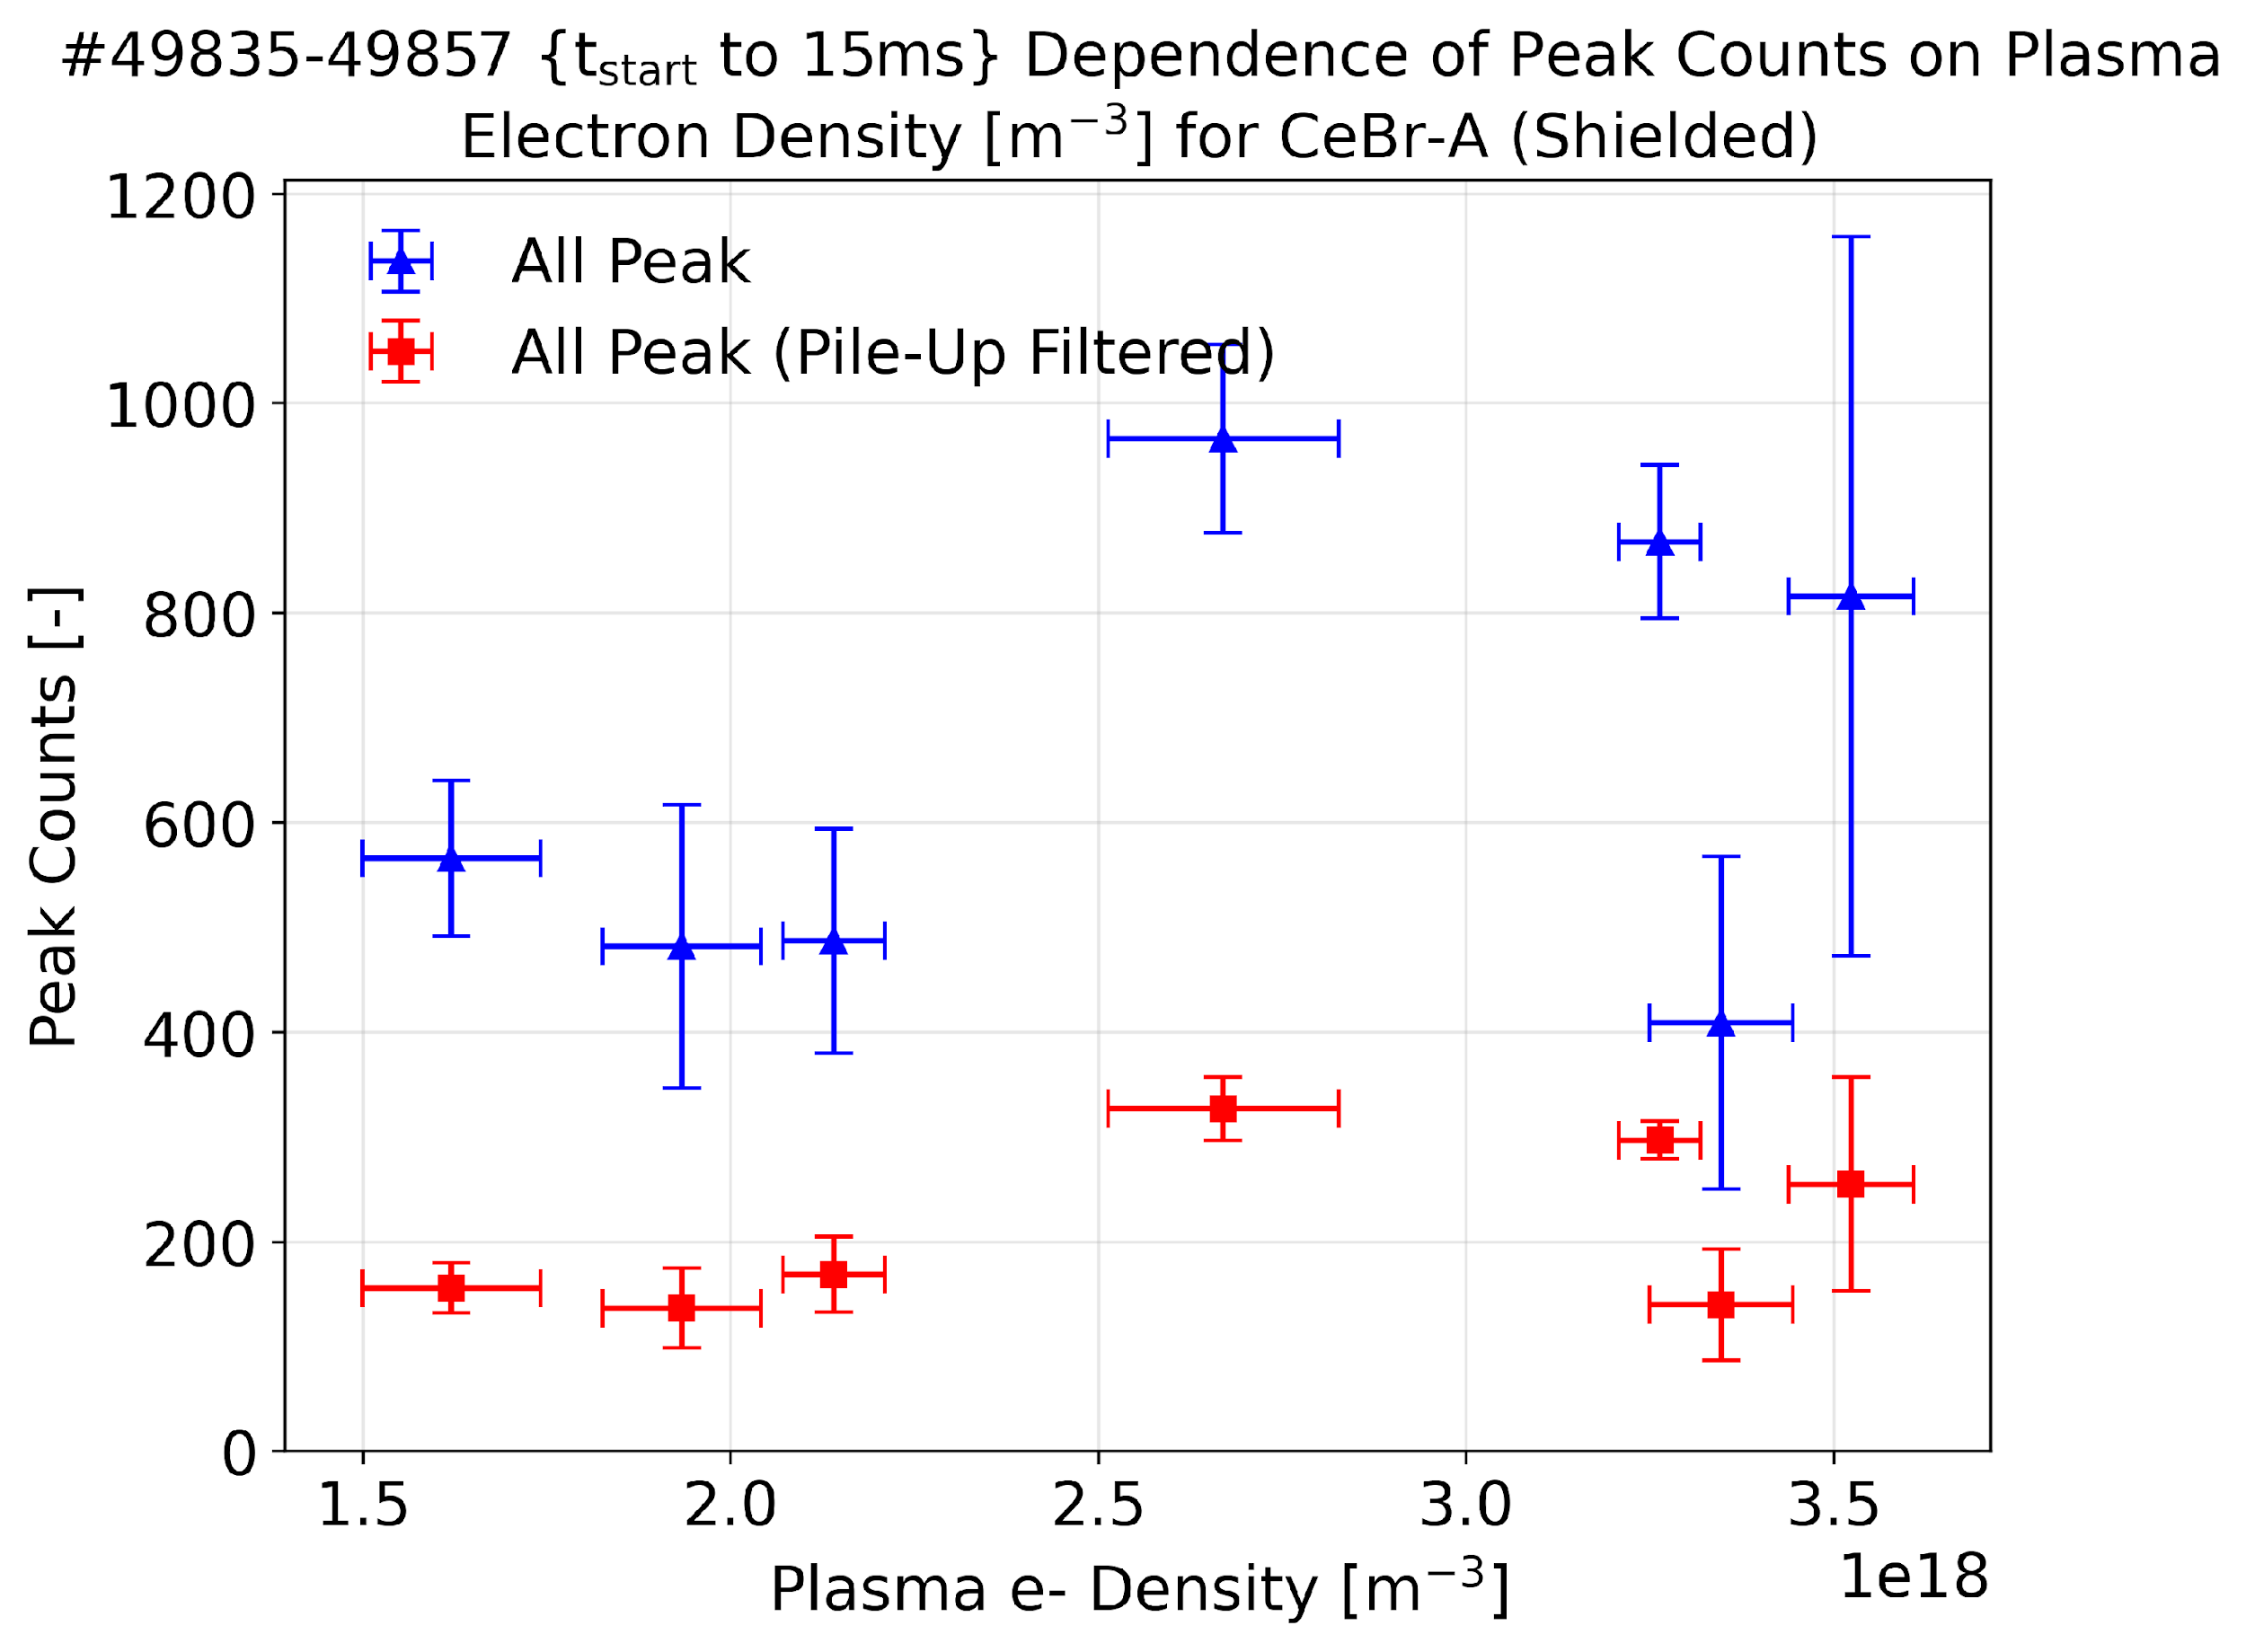 #49835-49857 {t_start to 15ms} Dependence of Peak Counts on Plasma
Electron Density [m⁻³] for CeBr-A (Shielded)
All Peak
All Peak (Pile-Up Filtered)
Peak Counts [-]
1200
1000
800
600
400
200
0
1.5 2.0 2.5 3.0 3.5
1e18
Plasma e- Density [m⁻³]